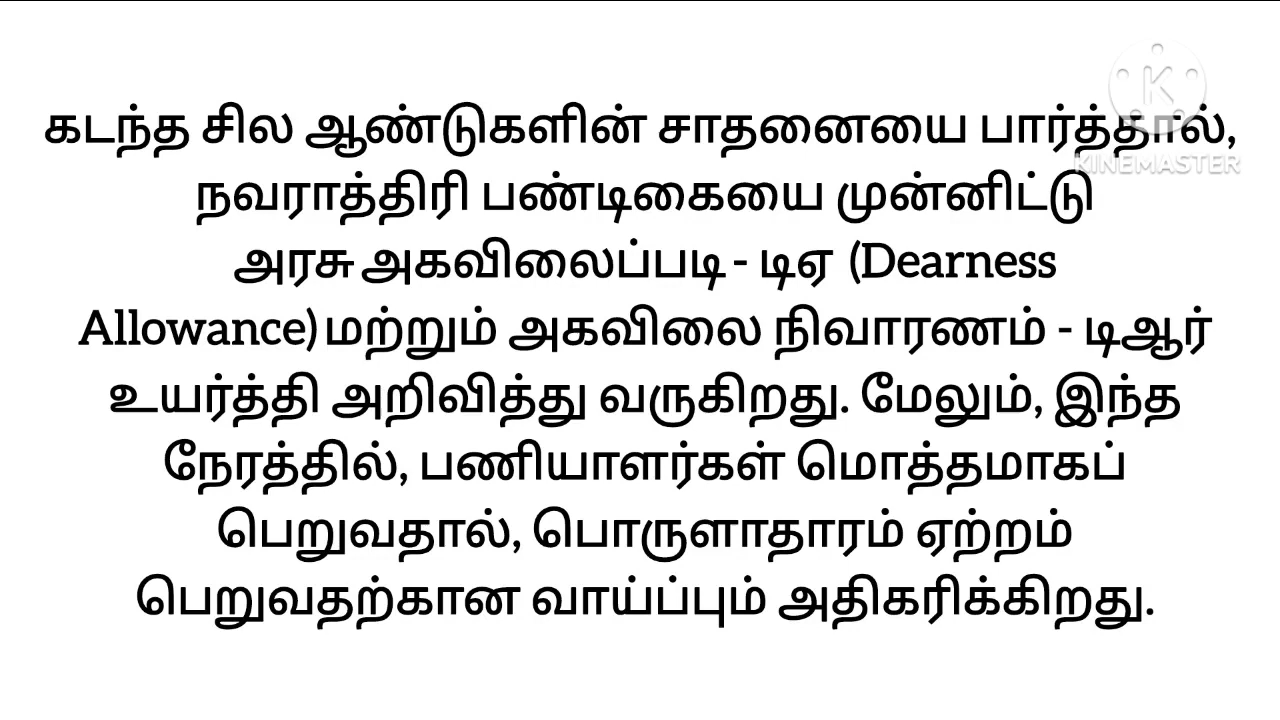 கடந்த சில ஆண்டுகளின் சாதனையை பார்த்தால்,
நவராத்திரி பண்டிகையை முன்னிட்டு
அரசு அகவிலைப்படி - டிஏ (Dearness
Allowance) மற்றும் அகவிலை நிவாரணம் - டிஆர்
உயர்த்தி அறிவித்து வருகிறது. மேலும், இந்த
நேரத்தில், பணியாளர்கள் மொத்தமாகப்
பெறுவதால், பொருளாதாரம் ஏற்றம்
பெறுவதற்கான வாய்ப்பும் அதிகரிக்கிறது.
K
KINEMASTER